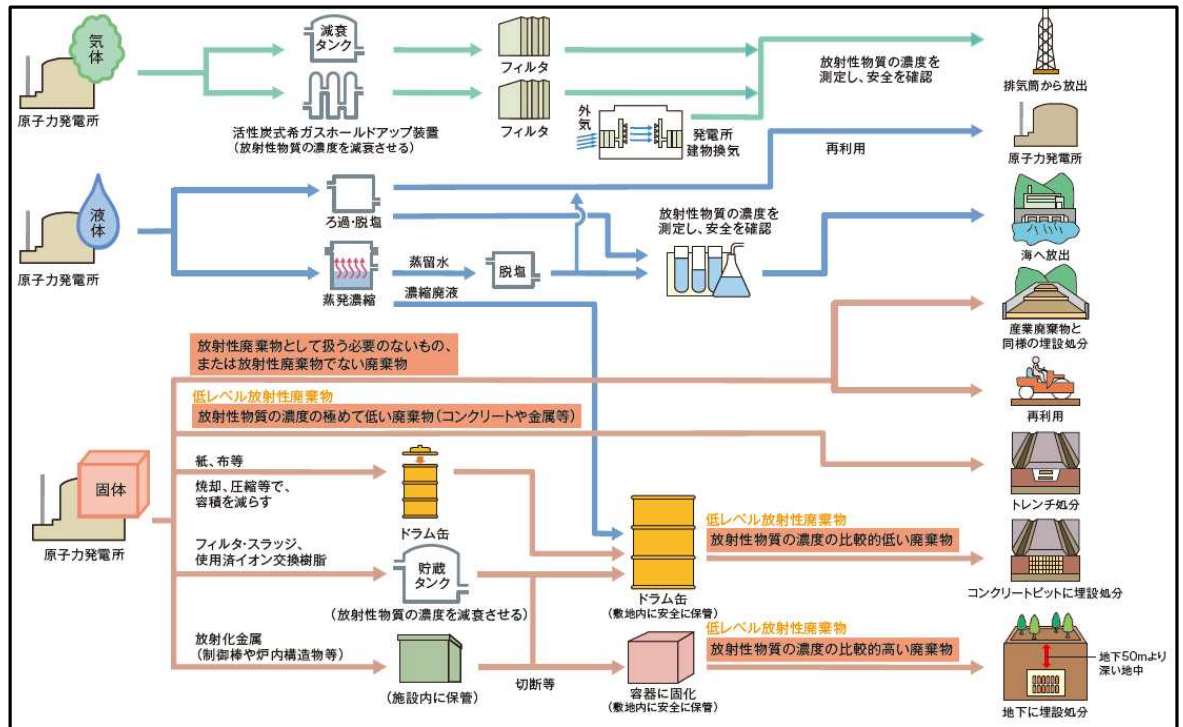 気体
原子力発電所
減衰
タンク
フィルタ
活性炭式希ガスホールドアップ装置
(放射性物質の濃度を減衰させる)
フィルタ
外気
発電所
建物換気
放射性物質の濃度を
測定し、安全を確認
排気筒から放出
液体
原子力発電所
ろ過・脱塩
再利用
原子力発電所
蒸発濃縮
蒸留水
濃縮廃液
脱塩
放射性物質の濃度を
測定し、安全を確認
海へ放出
固体
原子力発電所
放射性廃棄物として扱う必要のないもの、
または放射性廃棄物でない廃棄物
産業廃棄物と
同様の埋設処分
再利用
低レベル放射性廃棄物
放射性物質の濃度の極めて低い廃棄物(コンクリートや金属等)
トレンチ処分
紙、布等
焼却、圧縮等で、
容積を減らす
ドラム缶
フィルタ・スラッジ、
使用済イオン交換樹脂
貯蔵
タンク
(放射性物質の濃度を減衰させる)
ドラム缶
(敷地内に安全に保管)
低レベル放射性廃棄物
放射性物質の濃度の比較的低い廃棄物
コンクリートピットに埋設処分
放射化金属
(制御棒や炉内構造物等)
(施設内に保管)
切断等
容器に固化
(敷地内に安全に保管)
低レベル放射性廃棄物
放射性物質の濃度の比較的高い廃棄物
地下50mより
深い地中
地下に埋設処分